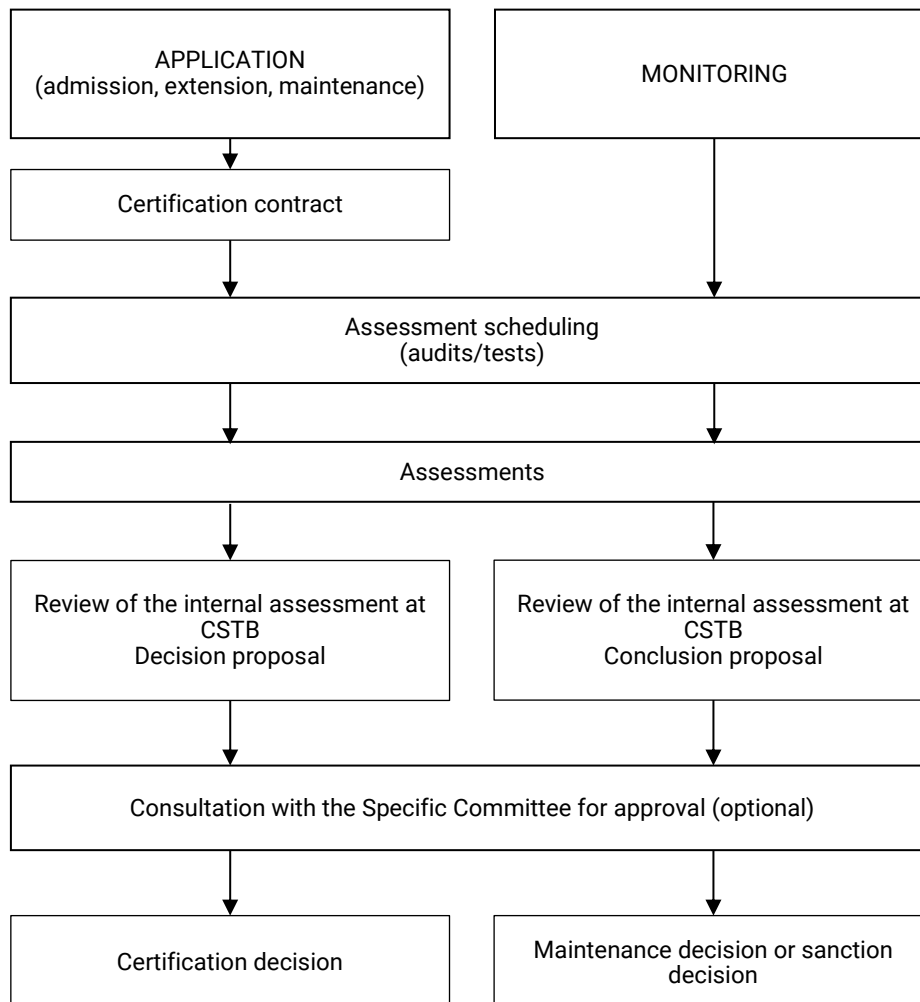 APPLICATION
(admission, extension, maintenance)
MONITORING
Certification contract
Assessment scheduling
(audits/tests)
Assessments
Review of the internal assessment at
CSTB
Decision proposal
Review of the internal assessment at
CSTB
Conclusion proposal
Consultation with the Specific Committee for approval (optional)
Certification decision
Maintenance decision or sanction
decision